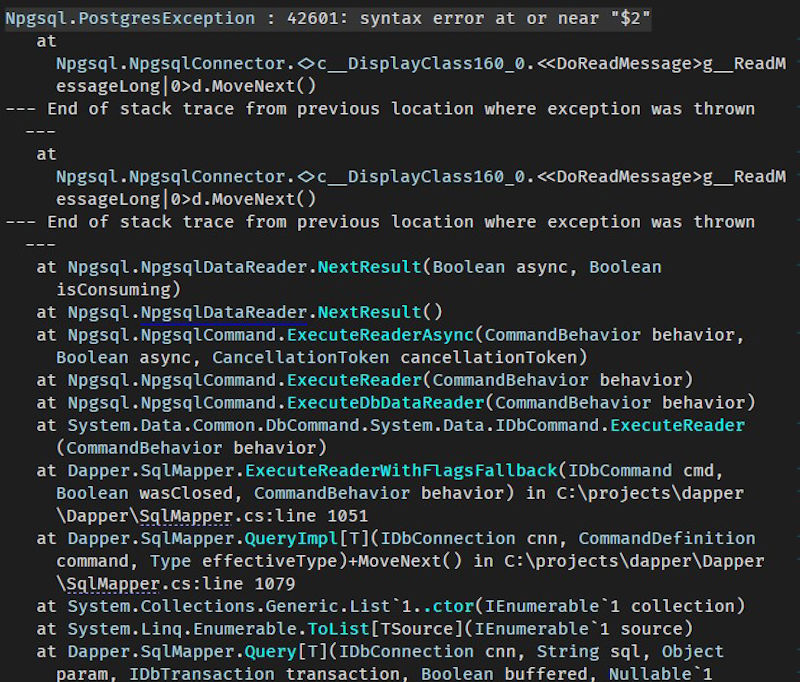 Npgsql.PostgresException : 42601: syntax error at or near "$2"
at
Npgsql.NpgsqlConnector.<>c__DisplayClass160_0.<<DoReadMessage>g__ReadM
essageLong|0>d.MoveNext()
--- End of stack trace from previous location where exception was thrown
---
at
Npgsql.NpgsqlConnector.<>c__DisplayClass160_0.<<DoReadMessage>g__ReadM
essageLong|0>d.MoveNext()
--- End of stack trace from previous location where exception was thrown
---
at Npgsql.NpgsqlDataReader.NextResult(Boolean async, Boolean
isConsuming)
at Npgsql.NpgsqlDataReader.NextResult()
at Npgsql.NpgsqlCommand.ExecuteReaderAsync(CommandBehavior behavior,
Boolean async, CancellationToken cancellationToken)
at Npgsql.NpgsqlCommand.ExecuteReader(CommandBehavior behavior)
at Npgsql.NpgsqlCommand.ExecuteDbDataReader(CommandBehavior behavior)
at System.Data.Common.DbCommand.System.Data.IDbCommand.ExecuteReader
(CommandBehavior behavior)
at Dapper.SqlMapper.ExecuteReaderWithFlagsFallback(IDbCommand cmd,
Boolean wasClosed, CommandBehavior behavior) in C:\projects\dapper
\Dapper\SqlMapper.cs:line 1051
at Dapper.SqlMapper.QueryImpl[T](IDbConnection cnn, CommandDefinition
command, Type effectiveType)+MoveNext() in C:\projects\dapper\Dapper
\SqlMapper.cs:line 1079
at System.Collections.Generic.List`1..ctor(IEnumerable`1 collection)
at System.Linq.Enumerable.ToList[TSource](IEnumerable`1 source)
at Dapper.SqlMapper.Query[T](IDbConnection cnn, String sql, Object
param, IDbTransaction transaction, Boolean buffered, Nullable`1